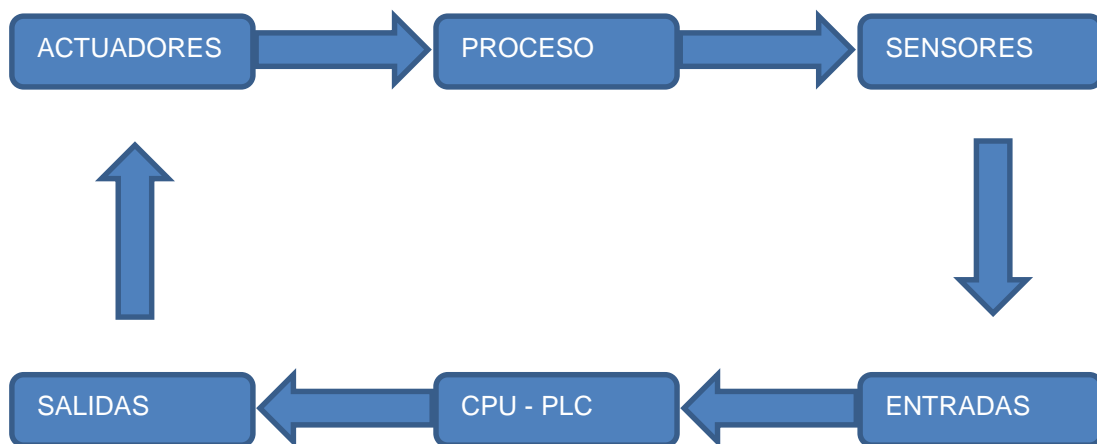 ACTUADORES
PROCESO
SENSORES
SALIDAS
CPU - PLC
ENTRADAS